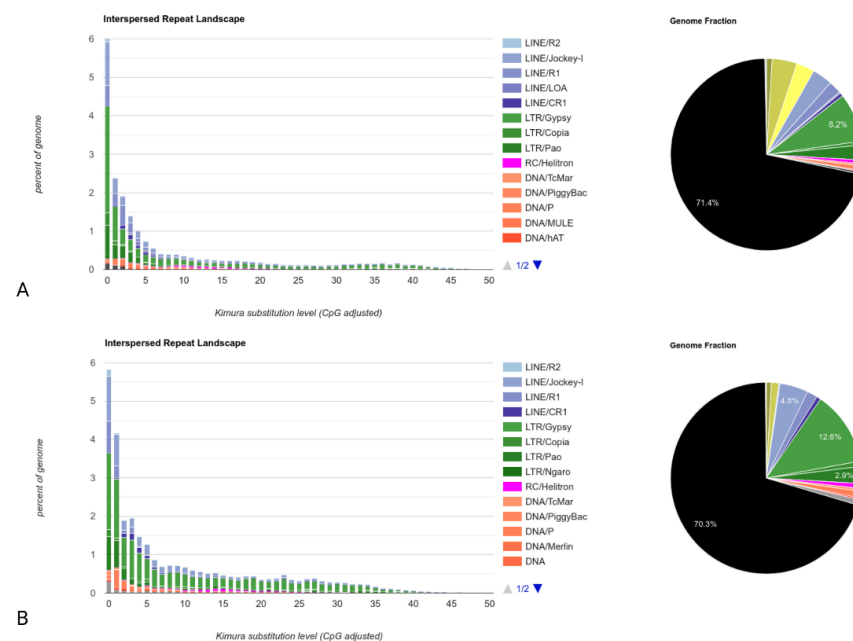 Interspersed Repeat Landscape
Genome Fraction
6
5
4
3
2
1
0
percent of genome
0 5 10 15 20 25 30 35 40 46 50
Kimura substitution level (CpG adjusted)
LINE/R2
LINE/Jockey-I
LINE/R1
LINE/LOA
LINE/CR1
LTR/Gypsy
LTR/Copia
LTR/Pao
RC/Helitron
DNA/TcMar
DNA/PiggyBac
DNA/P
DNA/MULE
DNA/hAT
1/2
8.2%
71.4%
A
Interspersed Repeat Landscape
Genome Fraction
6
5
4
3
2
1
0
percent of genome
0 5 10 15 20 25 30 35 40 46 50
Kimura substitution level (CpG adjusted)
LINE/R2
LINE/Jockey-I
LINE/R1
LINE/CR1
LTR/Gypsy
LTR/Copia
LTR/Pao
LTR/Ngaro
RC/Helitron
DNA/TcMar
DNA/PiggyBac
DNA/P
DNA/Merlin
DNA
1/2
4.8%
12.6%
2.9%
70.3%
B